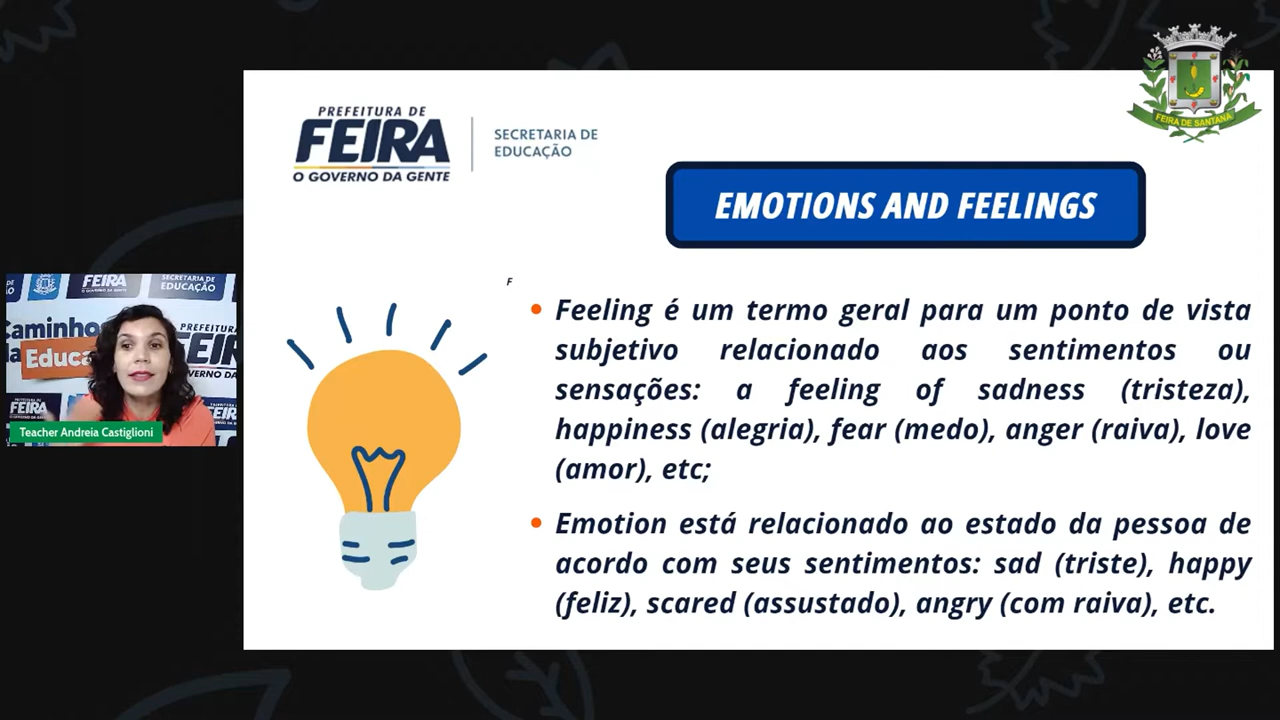 FEIRA DE SANTANA
PREFEITURA DE
FEIRA
O GOVERNO DA GENTE
SECRETARIA DE
EDUCAÇÃO
EMOTIONS AND FEELINGS
F
• Feeling é um termo geral para um ponto de vista
subjetivo relacionado aos sentimentos ou
sensações: a feeling of sadness (tristeza),
happiness (alegria), fear (medo), anger (raiva), love
(amor), etc;
• Emotion está relacionado ao estado da pessoa de
acordo com seus sentimentos: sad (triste), happy
(feliz), scared (assustado), angry (com raiva), etc.
FEIRA
SECRETARIA DE
EDUCAÇÃO
Caminho
da
Educa
PREFEITURA
FEIR
GOVERNO DA
FEIRA
Teacher Andreia Castiglioni